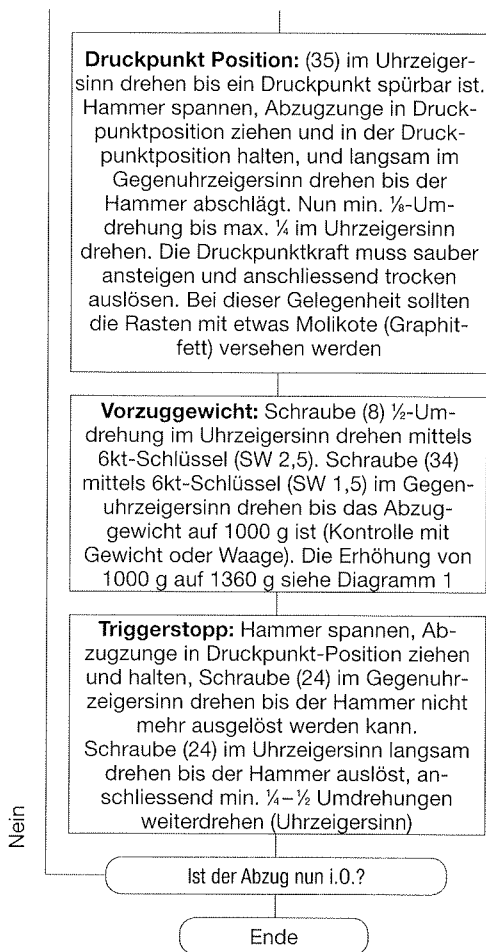 Druckpunkt Position: (35) im Uhrzeiger-
sinn drehen bis ein Druckpunkt spürbar ist.
Hammer spannen, Abzugzunge in Druck-
punktposition ziehen und in der Druck-
punktposition halten, und langsam im
Gegenuhrzeigersinn drehen bis der
Hammer abschlägt. Nun min. ⅛-Um-
drehung bis max. ¼ im Uhrzeigersinn
drehen. Die Druckpunktkraft muss sauber
ansteigen und anschliessend trocken
auslösen. Bei dieser Gelegenheit sollten
die Rasten mit etwas Molikote (Graphit-
fett) versehen werden
Vorzuggewicht: Schraube (8) ½-Um-
drehung im Uhrzeigersinn drehen mittels
6kt-Schlüssel (SW 2,5). Schraube (34)
mittels 6kt-Schlüssel (SW 1,5) im Gegen-
uhrzeigersinn drehen bis das Abzug-
gewicht auf 1000 g ist (Kontrolle mit
Gewicht oder Waage). Die Erhöhung von
1000 g auf 1360 g siehe Diagramm 1
Triggerstopp: Hammer spannen, Ab-
zugzunge in Druckpunkt-Position ziehen
und halten, Schraube (24) im Gegenuhr-
zeigersinn drehen bis der Hammer nicht
mehr ausgelöst werden kann.
Schraube (24) im Uhrzeigersinn langsam
drehen bis der Hammer auslöst, an-
schliessend min. ¼–½ Umdrehungen
weiterdrehen (Uhrzeigersinn)
Nein
Ist der Abzug nun i.O.?
Ende